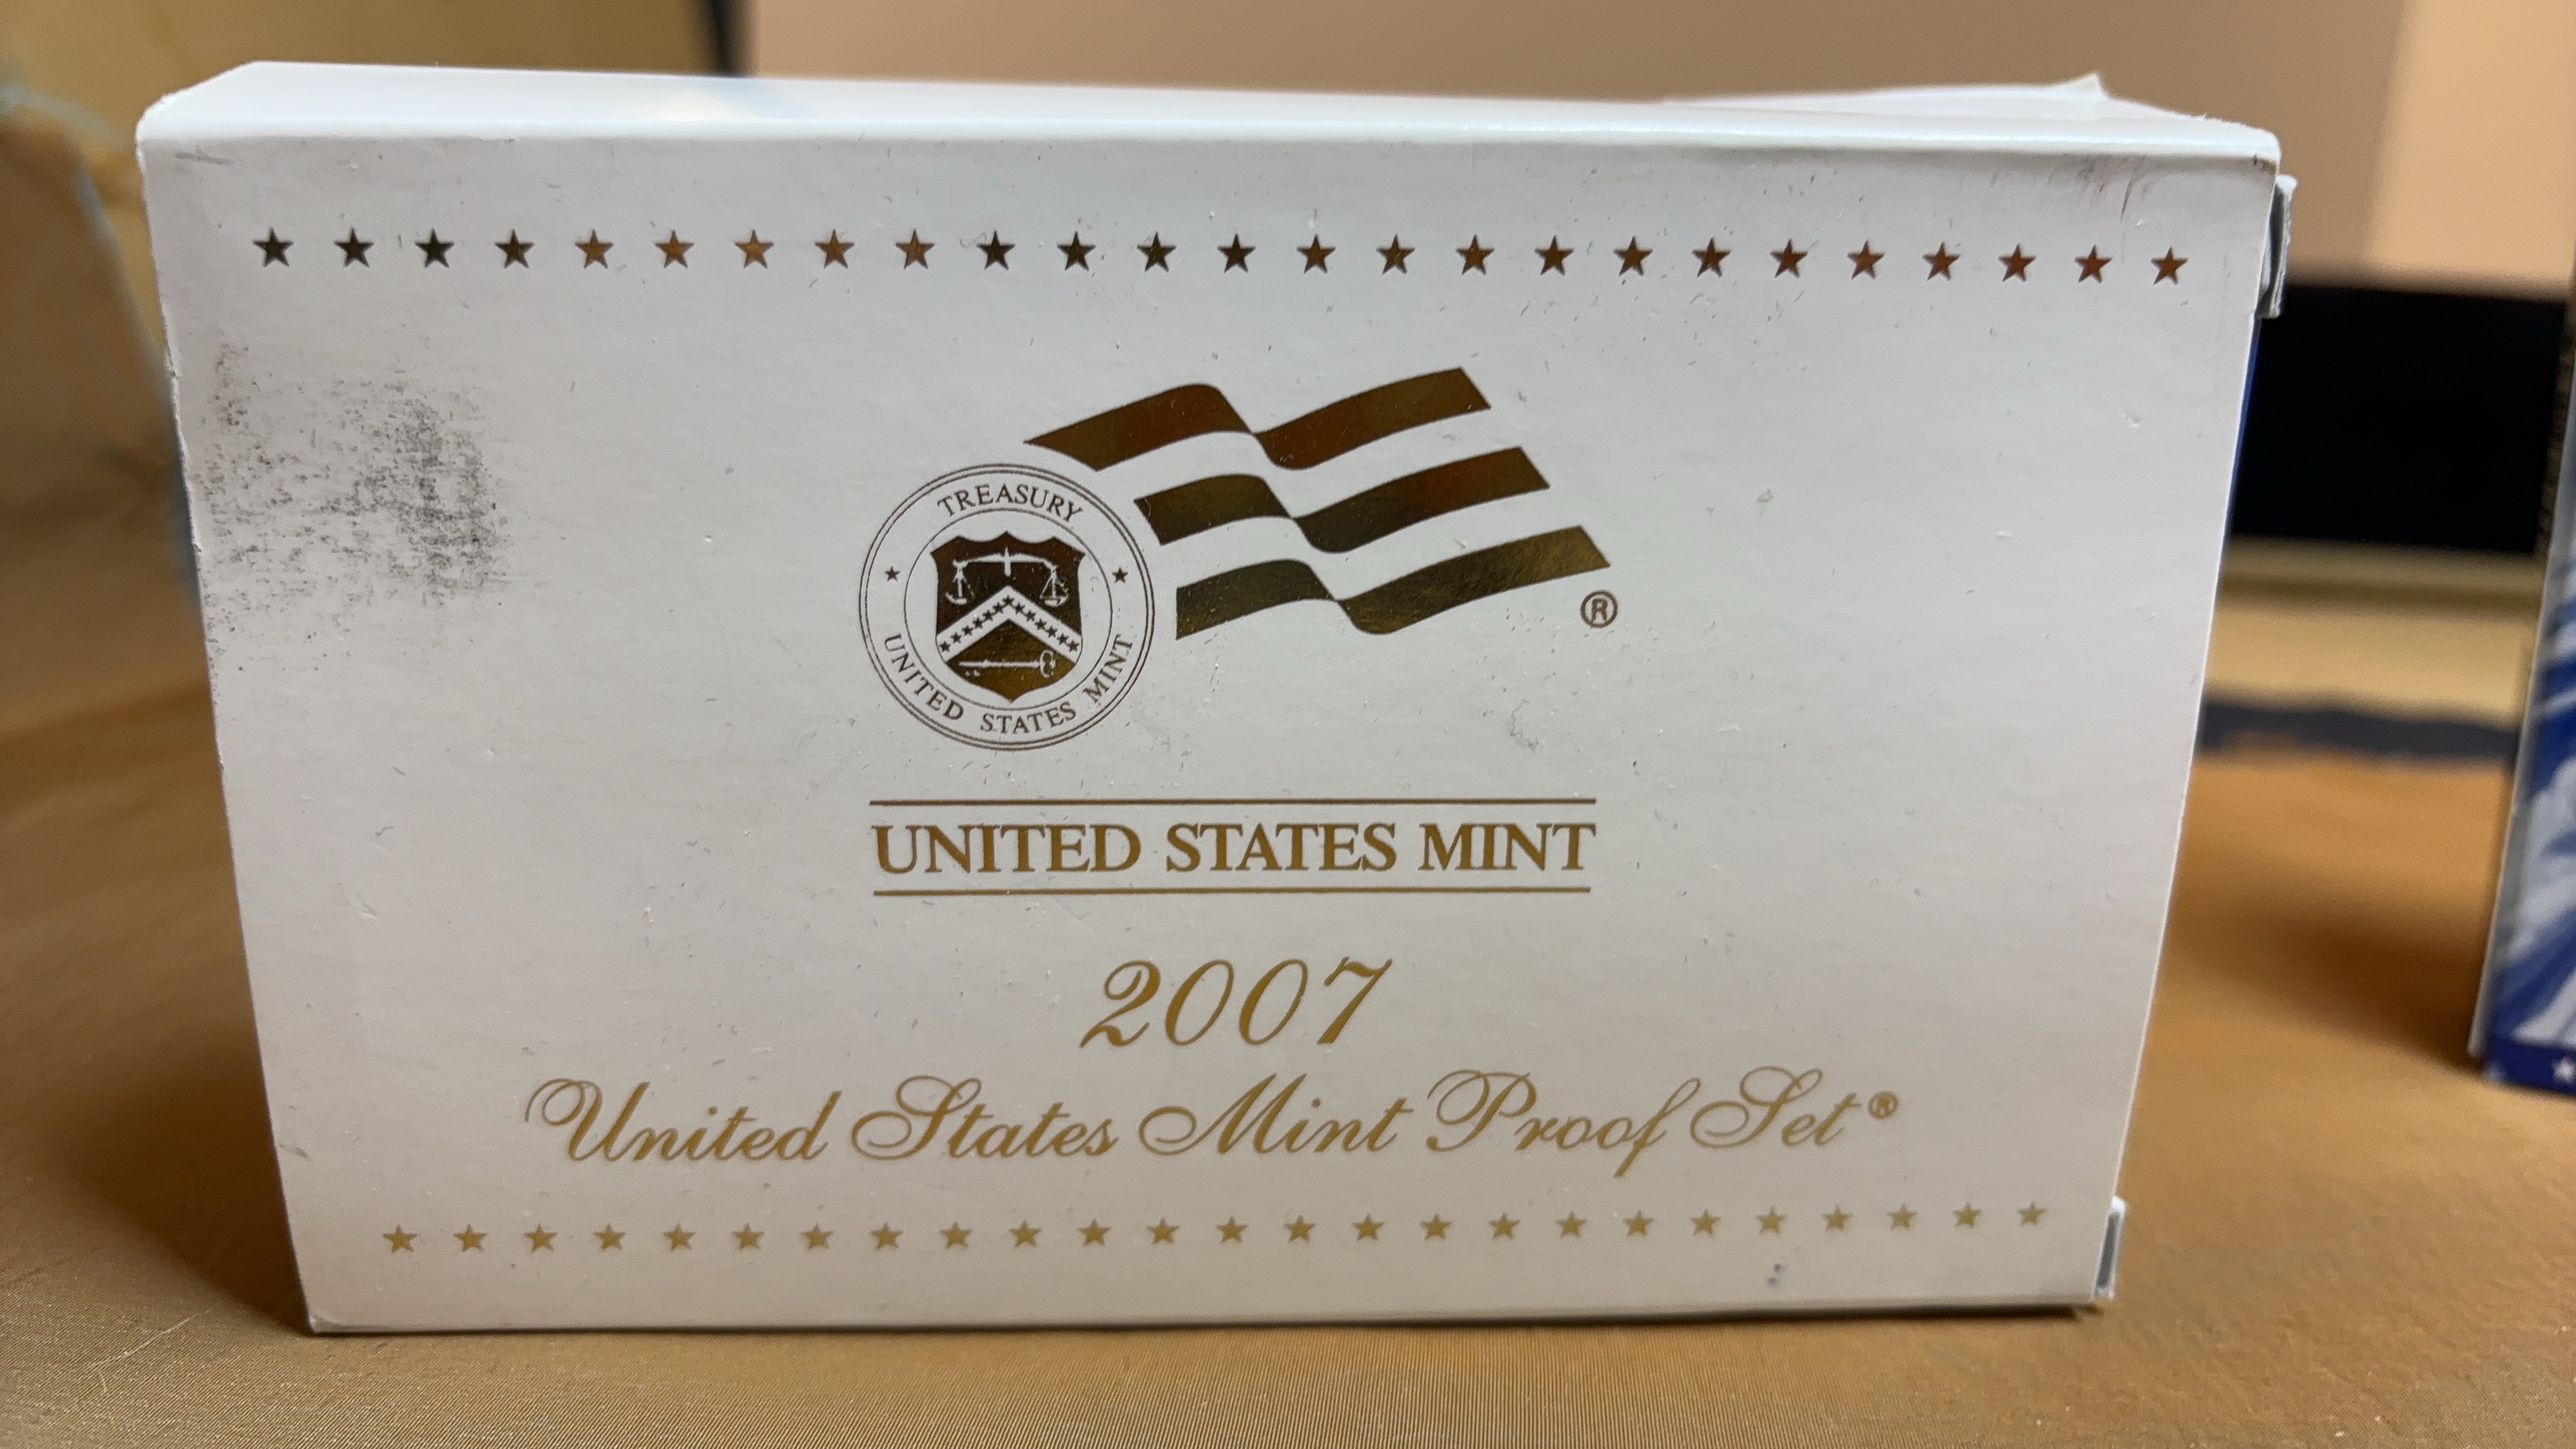 TREASURY
UNITED STATES MINT
®
UNITED STATES MINT
2007
United States Mint Proof Set®